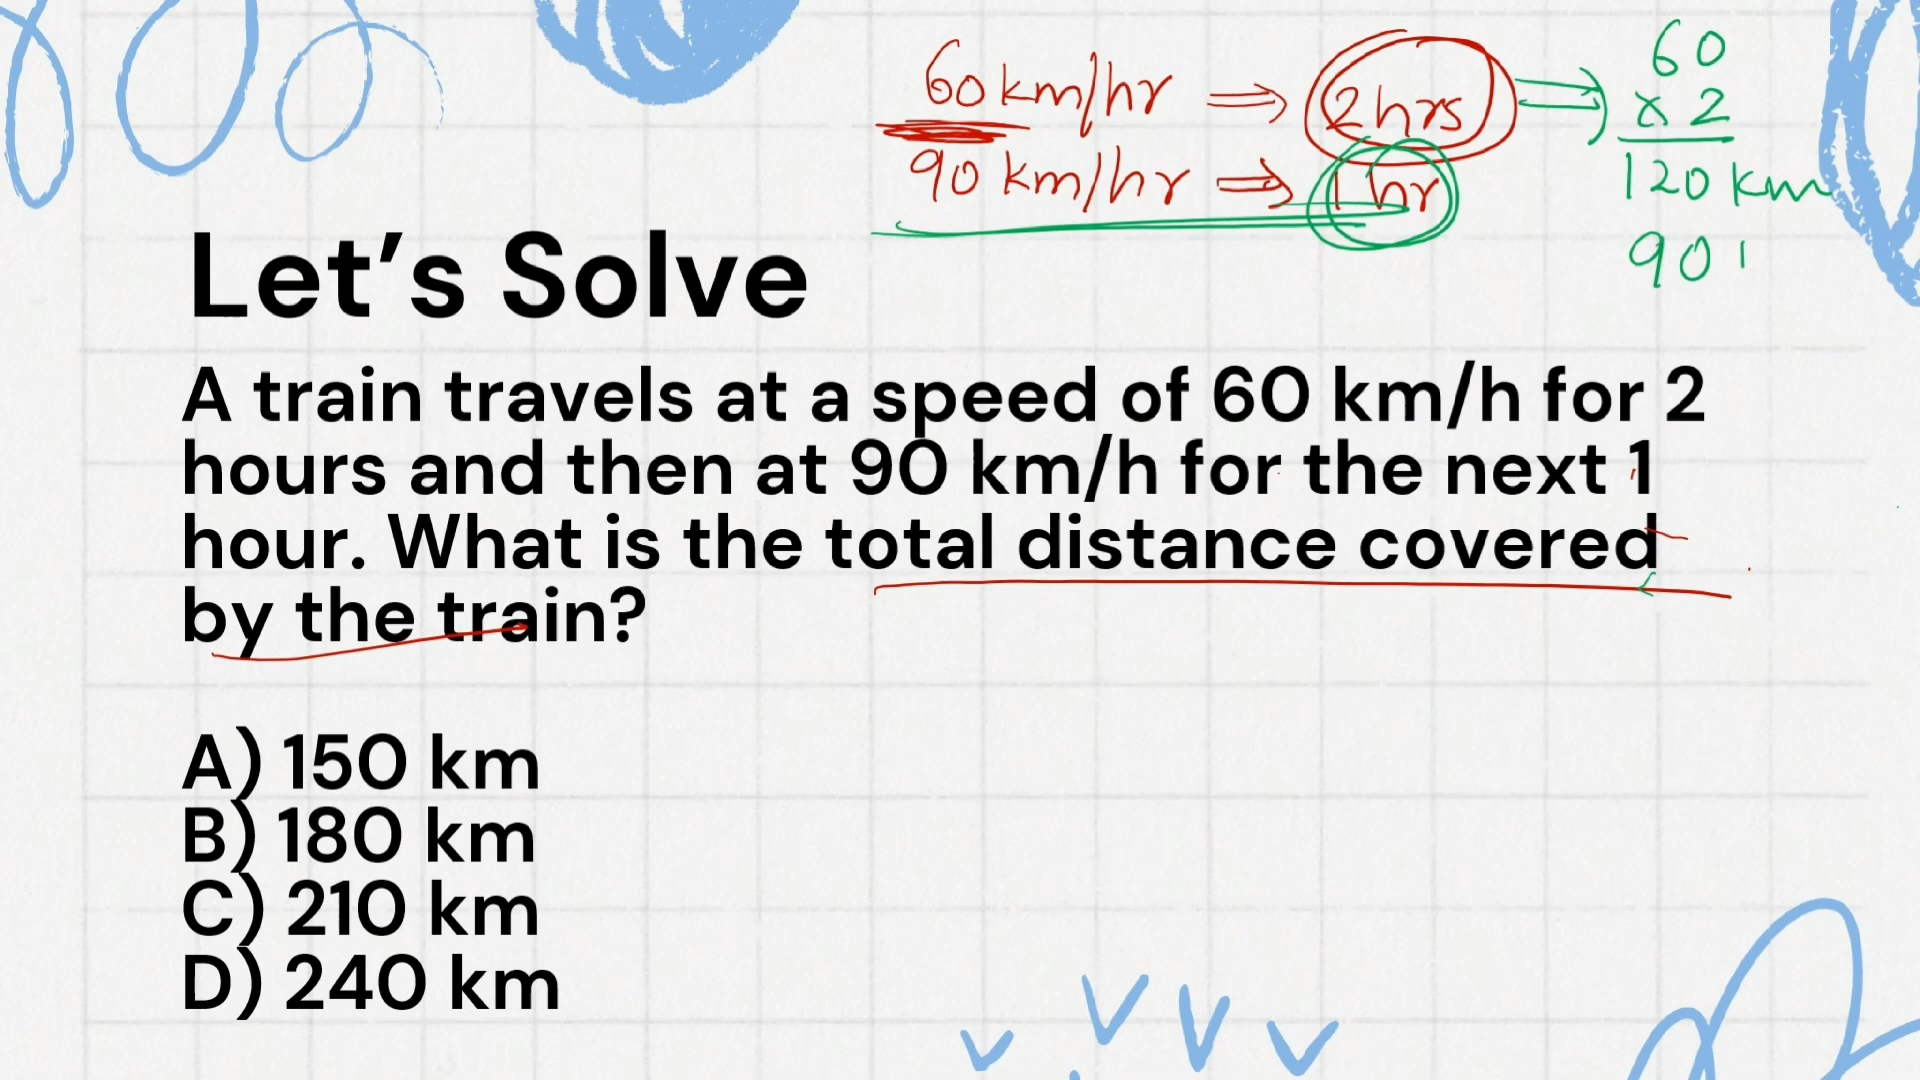 60 km/hr ⇒ 2 hrs ⇒ 60
x 2
90 km/hr ⇒ 1 hr 120 km
90
Let’s Solve
A train travels at a speed of 60 km/h for 2
hours and then at 90 km/h for the next 1
hour. What is the total distance covered
by the train?
A) 150 km
B) 180 km
C) 210 km
D) 240 km